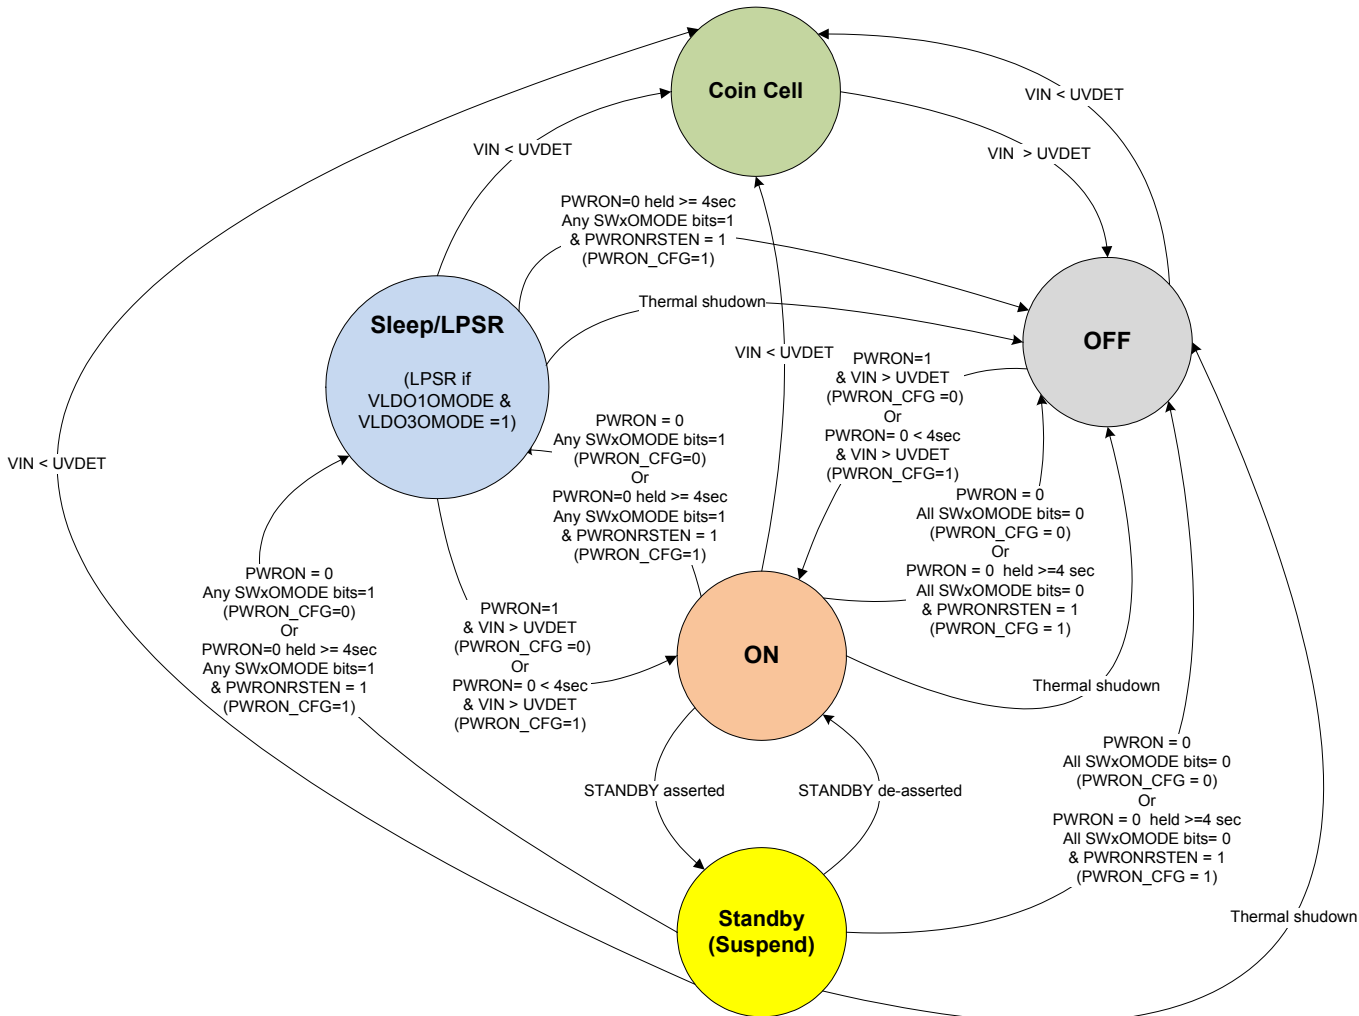 Coin Cell
VIN < UVDET
VIN < UVDET
VIN  > UVDET
PWRON=0 held >= 4sec
Any SWxOMODE bits=1
& PWRONRSTEN = 1
(PWRON_CFG=1)
Thermal shudown
Sleep/LPSR
(LPSR if
VLDO1OMODE &
VLDO3OMODE =1)
OFF
VIN < UVDET
PWRON=1
& VIN > UVDET
(PWRON_CFG =0)
Or
PWRON= 0 < 4sec
& VIN > UVDET
(PWRON_CFG=1)
PWRON = 0
Any SWxOMODE bits=1
(PWRON_CFG=0)
Or
PWRON=0 held >= 4sec
Any SWxOMODE bits=1
& PWRONRSTEN = 1
(PWRON_CFG=1)
VIN < UVDET
PWRON = 0
All SWxOMODE bits= 0
(PWRON_CFG = 0)
Or
PWRON = 0  held >=4 sec
All SWxOMODE bits= 0
& PWRONRSTEN = 1
(PWRON_CFG = 1)
PWRON = 0
Any SWxOMODE bits=1
(PWRON_CFG=0)
Or
PWRON=0 held >= 4sec
Any SWxOMODE bits=1
& PWRONRSTEN = 1
(PWRON_CFG=1)
PWRON=1
& VIN > UVDET
(PWRON_CFG =0)
Or
PWRON= 0 < 4sec
& VIN > UVDET
(PWRON_CFG=1)
ON
Thermal shudown
STANDBY asserted
STANDBY de-asserted
PWRON = 0
All SWxOMODE bits= 0
(PWRON_CFG = 0)
Or
PWRON = 0  held >=4 sec
All SWxOMODE bits= 0
& PWRONRSTEN = 1
(PWRON_CFG = 1)
Standby
(Suspend)
Thermal shudown